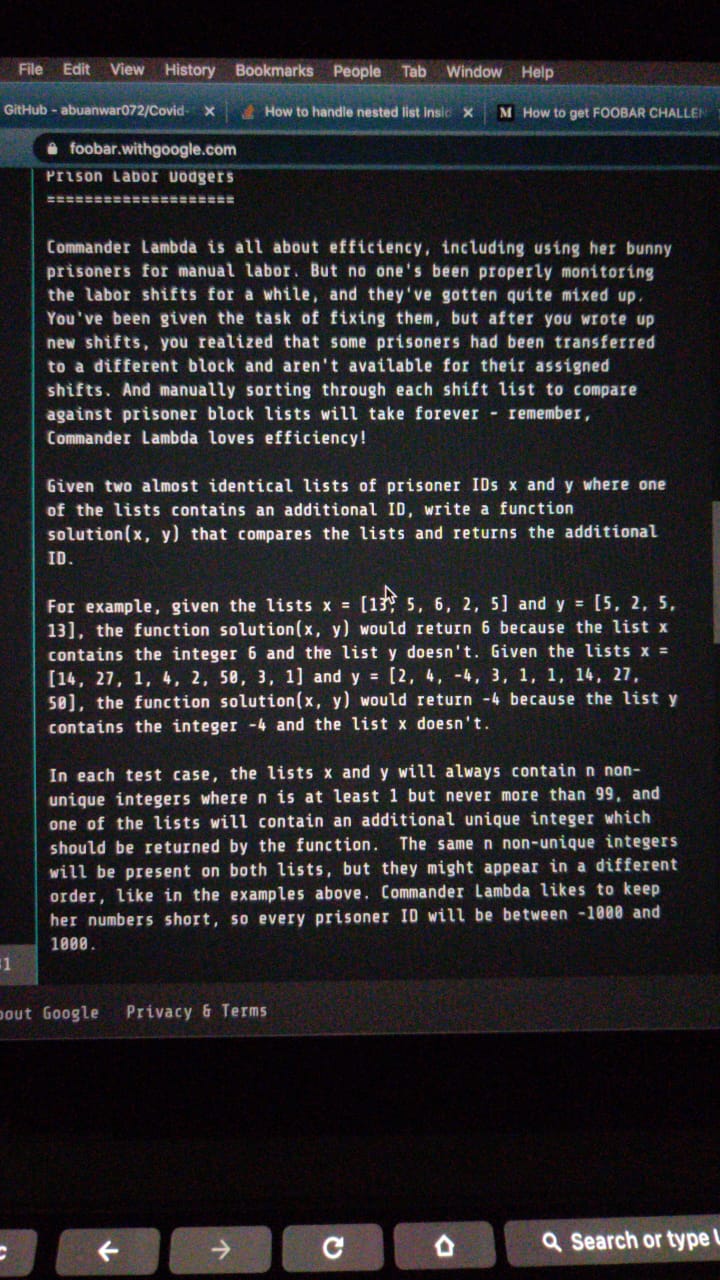 File Edit View History Bookmarks People Tab Window Help
GitHub - abuanwar072/Covid- × How to handle nested list insid × M How to get FOOBAR CHALLEN
foobar.withgoogle.com
Prison Labor Dodgers
====================
Commander Lambda is all about efficiency, including using her bunny
prisoners for manual labor. But no one's been properly monitoring
the labor shifts for a while, and they've gotten quite mixed up.
You've been given the task of fixing them, but after you wrote up
new shifts, you realized that some prisoners had been transferred
to a different block and aren't available for their assigned
shifts. And manually sorting through each shift list to compare
against prisoner block lists will take forever - remember,
Commander Lambda loves efficiency!
Given two almost identical lists of prisoner IDs x and y where one
of the lists contains an additional ID, write a function
solution(x, y) that compares the lists and returns the additional
ID.
For example, given the lists x = [13, 5, 6, 2, 5] and y = [5, 2, 5,
13], the function solution(x, y) would return 6 because the list x
contains the integer 6 and the list y doesn't. Given the lists x =
[14, 27, 1, 4, 2, 50, 3, 1] and y = [2, 4, -4, 3, 1, 1, 14, 27,
50], the function solution(x, y) would return -4 because the list y
contains the integer -4 and the list x doesn't.
In each test case, the lists x and y will always contain n non-
unique integers where n is at least 1 but never more than 99, and
one of the lists will contain an additional unique integer which
should be returned by the function.  The same n non-unique integers
will be present on both lists, but they might appear in a different
order, like in the examples above. Commander Lambda likes to keep
her numbers short, so every prisoner ID will be between -1000 and
1000.
31
bout Google Privacy & Terms
c Search or type U